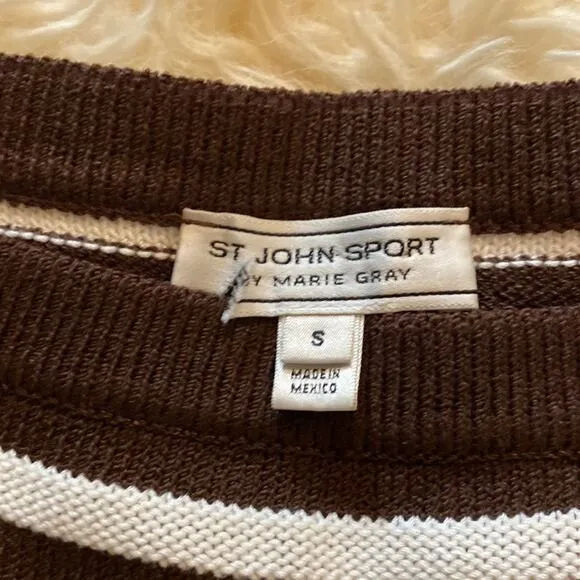 ST JOHN SPORT
BY MARIE GRAY
S
MADE IN
MEXICO